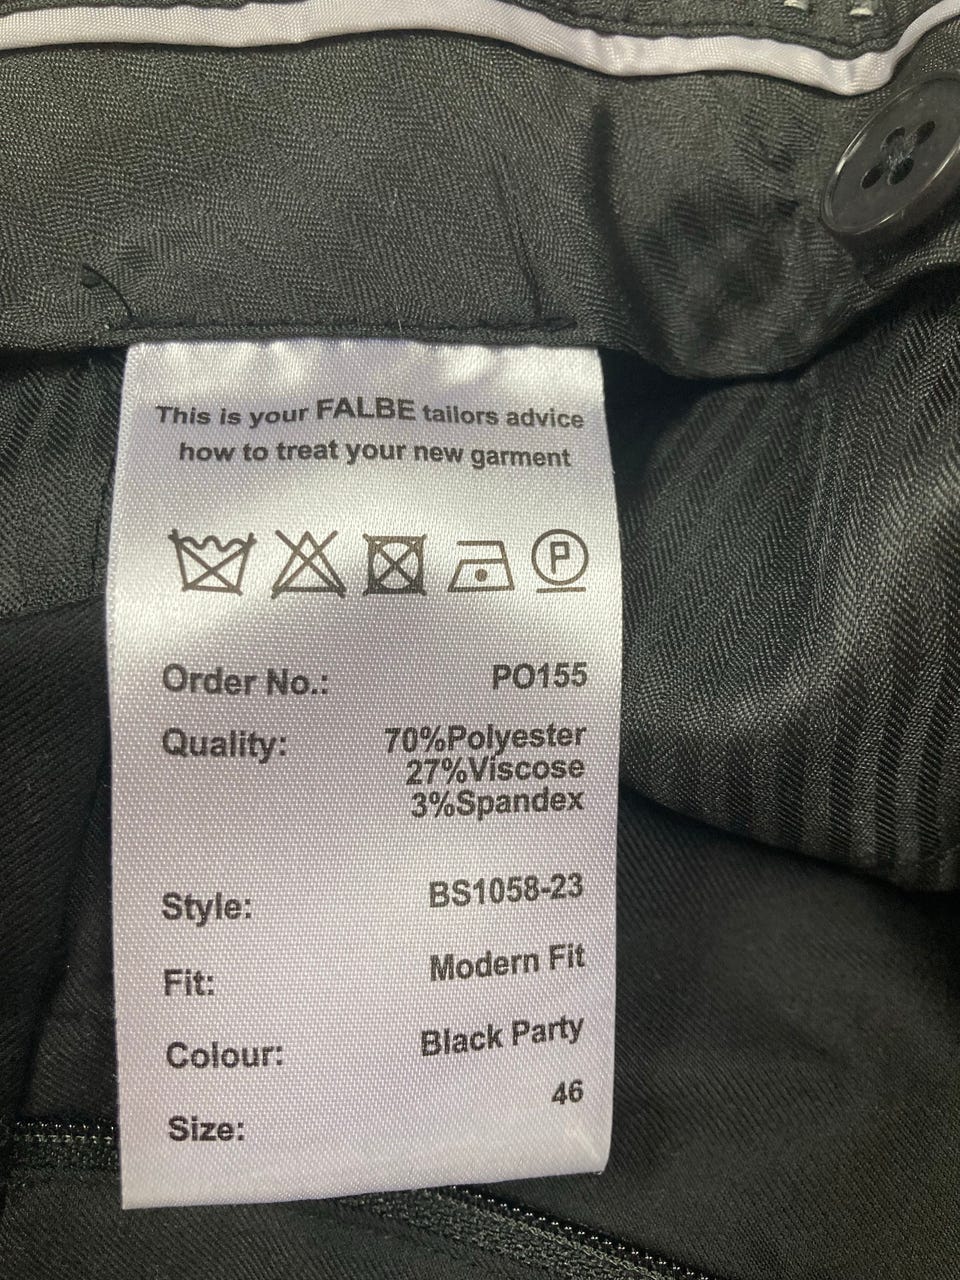 This is your FALBE tailors advice
how to treat your new garment
P
Order No.: PO155
Quality: 70%Polyester
27%Viscose
3%Spandex
Style: BS1058-23
Fit: Modern Fit
Colour: Black Party
Size: 46